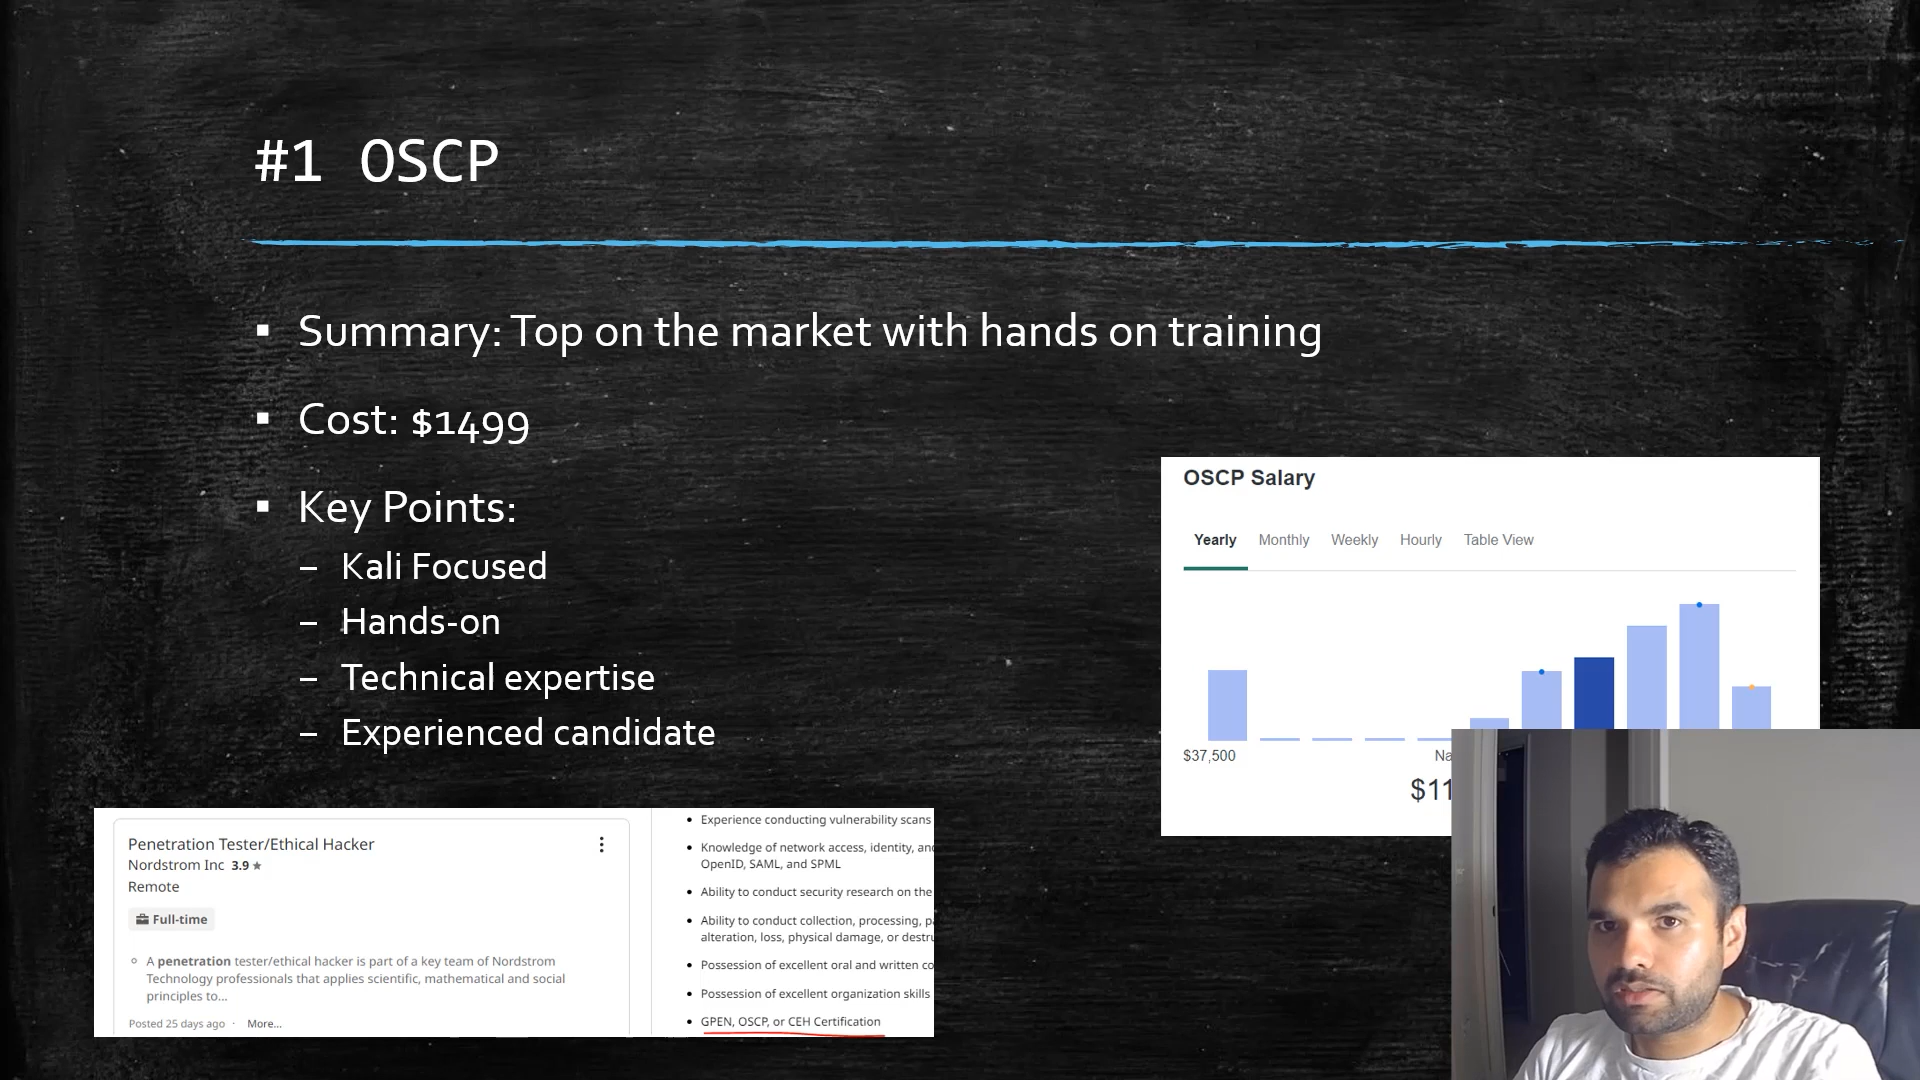 #1 OSCP
▪ Summary: Top on the market with hands on training
▪ Cost: $1499
▪ Key Points:
– Kali Focused
– Hands-on
– Technical expertise
– Experienced candidate
OSCP Salary
Yearly Monthly Weekly Hourly Table View
$37,500
Penetration Tester/Ethical Hacker
Nordstrom Inc 3.9 ★
Remote
Full-time
A penetration tester/ethical hacker is part of a key team of Nordstrom
Technology professionals that applies scientific, mathematical and social
principles to...
Posted 25 days ago · More...
• Experience conducting vulnerability scans
• Knowledge of network access, identity, and
OpenID, SAML, and SPML
• Ability to conduct security research on the
• Ability to conduct collection, processing,
alteration, loss, physical damage, or
• Possession of excellent oral and written
• Possession of excellent organization skills
• GPEN, OSCP, or CEH Certification